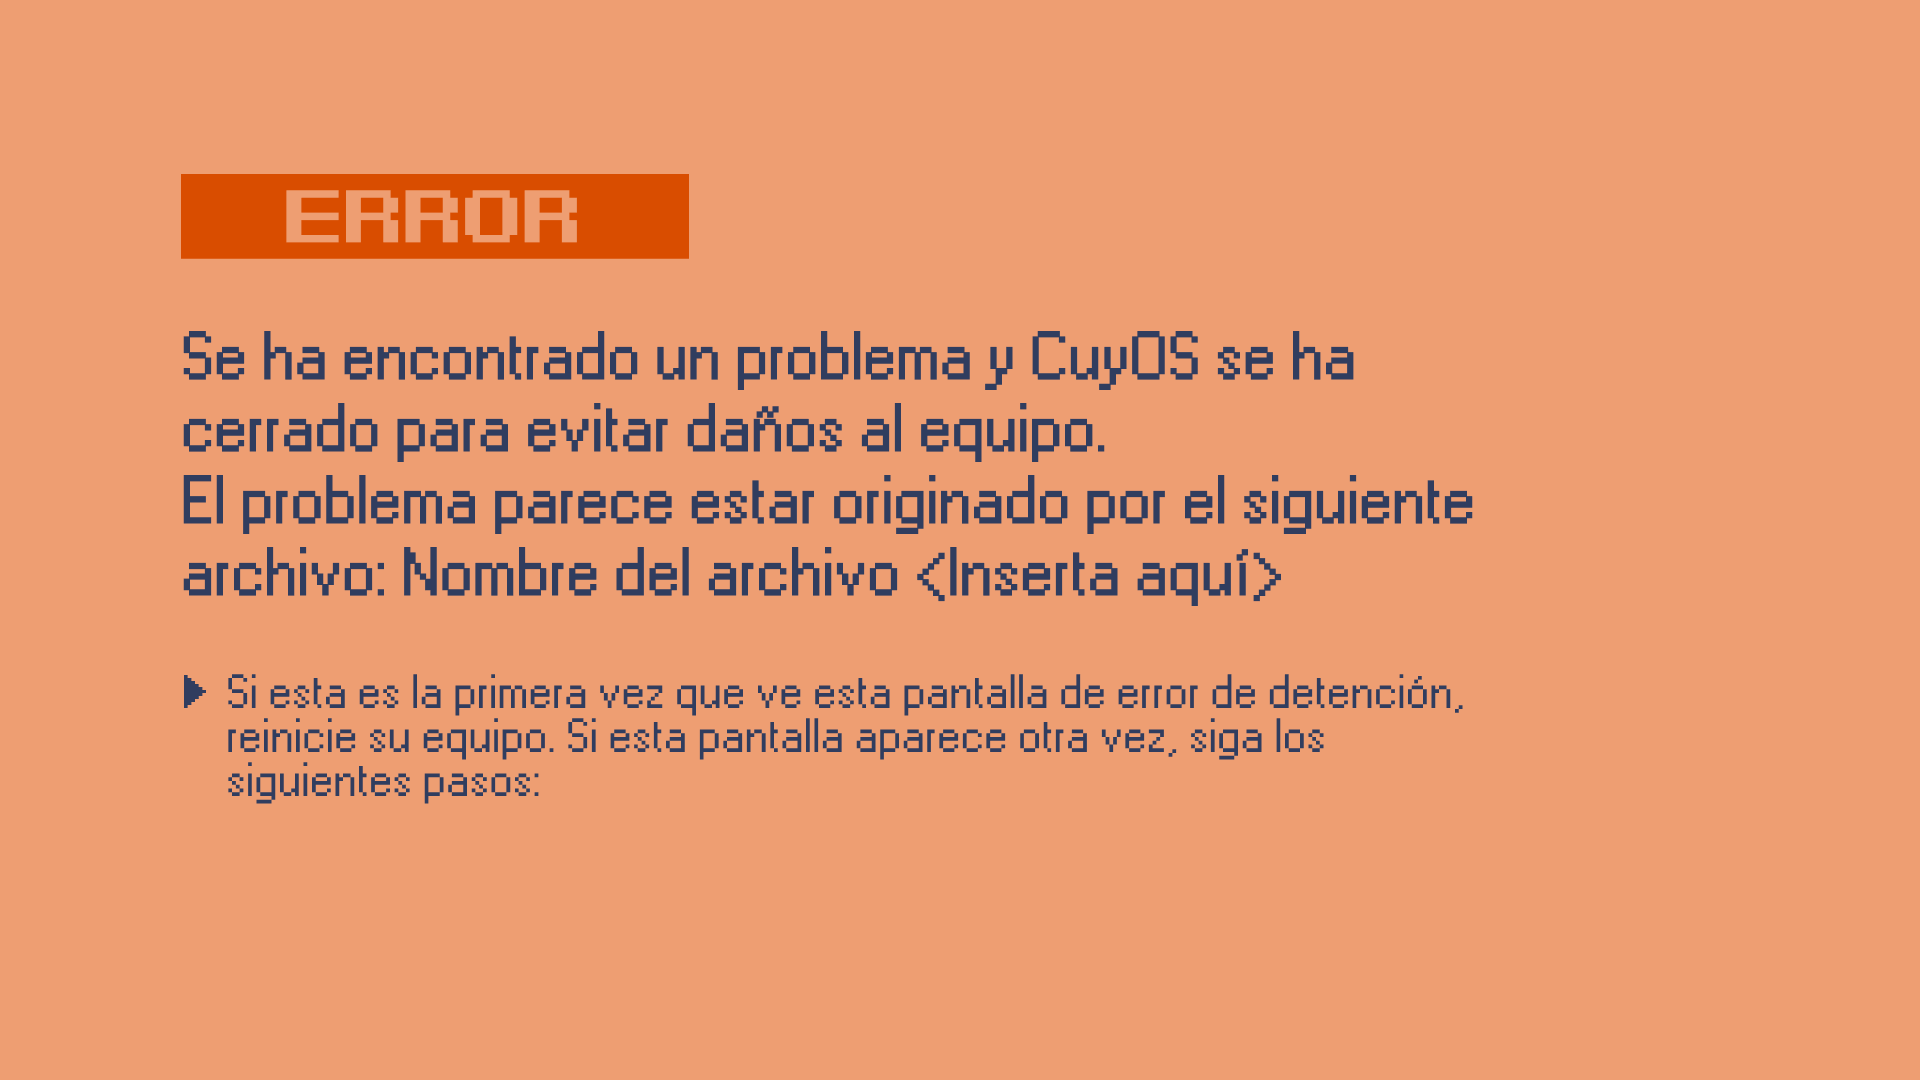 ERROR
Se ha encontrado un problema y CuyOS se ha
cerrado para evitar daños al equipo.
El problema parece estar originado por el siguiente
archivo: Nombre del archivo <Inserta aquí>
Si esta es la primera vez que ve esta pantalla de error de detención,
reinicie su equipo. Si esta pantalla aparece otra vez, siga los
siguientes pasos: